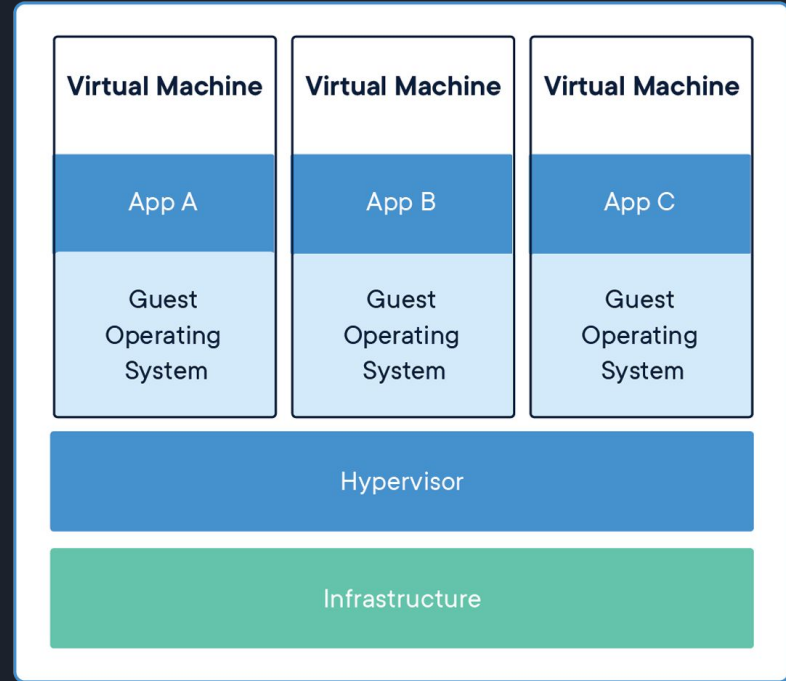 Virtual Machine
Virtual Machine
Virtual Machine
App A
App B
App C
Guest
Operating
System
Guest
Operating
System
Guest
Operating
System
Hypervisor
Infrastructure